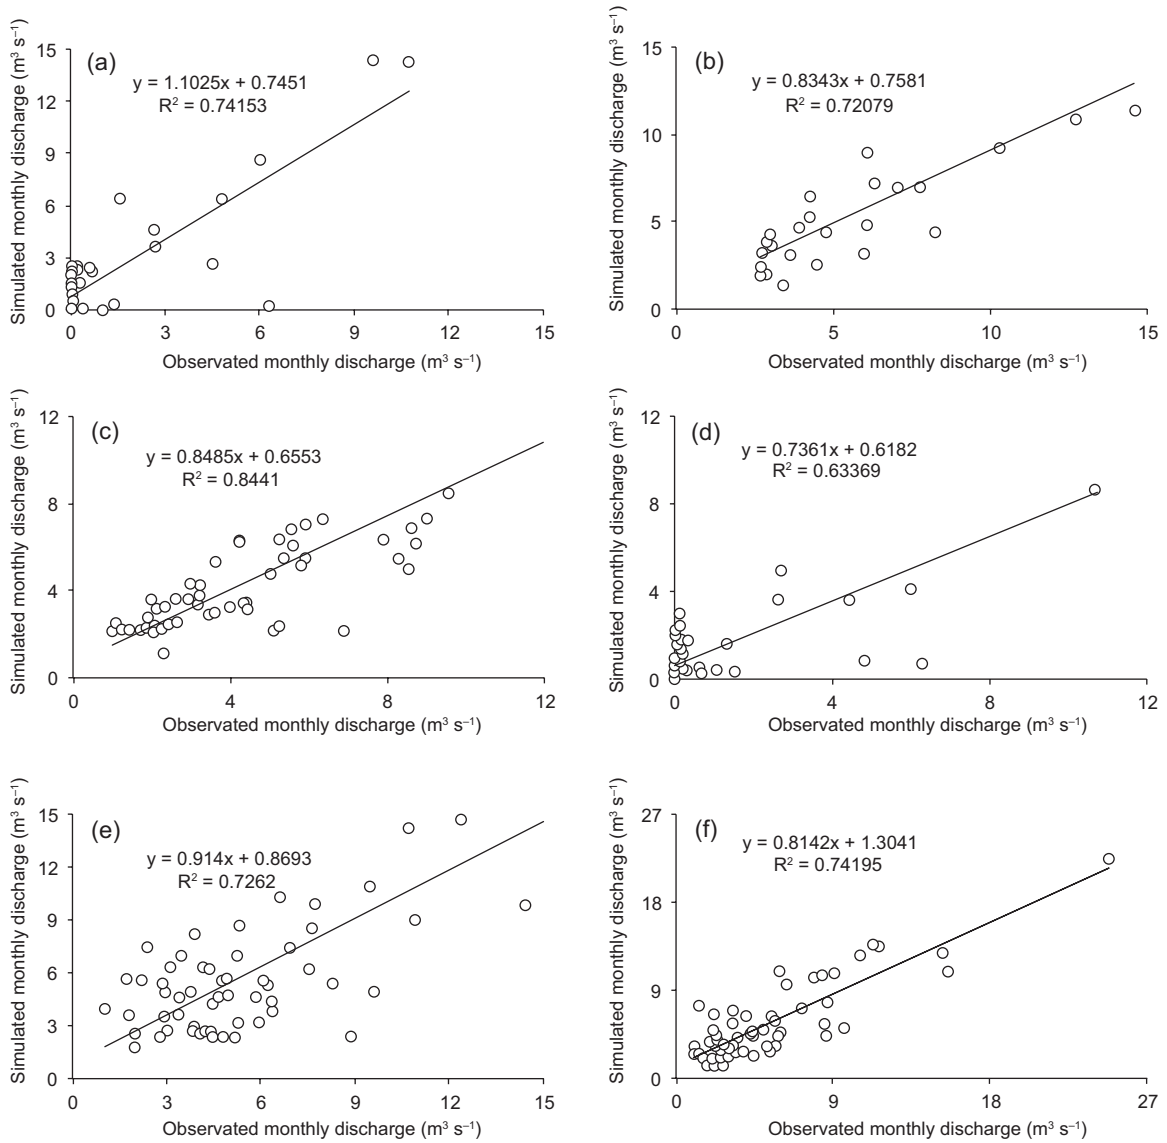 Simulated monthly discharge (m³ s⁻¹)
(a)
y = 1.1025x + 0.7451
R² = 0.74153
15
12
9
6
3
0
0 3 6 9 12 15
Observated monthly discharge (m³ s⁻¹)
Simulated monthly discharge (m³ s⁻¹)
(b)
y = 0.8343x + 0.7581
R² = 0.72079
15
10
5
0
0 5 10 15
Observated monthly discharge (m³ s⁻¹)
Simulated monthly discharge (m³ s⁻¹)
(c)
y = 0.8485x + 0.6553
R² = 0.8441
12
8
4
0
0 4 8 12
Observated monthly discharge (m³ s⁻¹)
Simulated monthly discharge (m³ s⁻¹)
(d)
y = 0.7361x + 0.6182
R² = 0.63369
12
8
4
0
0 4 8 12
Observated monthly discharge (m³ s⁻¹)
Simulated monthly discharge (m³ s⁻¹)
(e)
y = 0.914x + 0.8693
R² = 0.7262
15
12
9
6
3
0
0 3 6 9 12 15
Observated monthly discharge (m³ s⁻¹)
Simulated monthly discharge (m³ s⁻¹)
(f)
y = 0.8142x + 1.3041
R² = 0.74195
27
18
9
0
0 9 18 27
Observated monthly discharge (m³ s⁻¹)